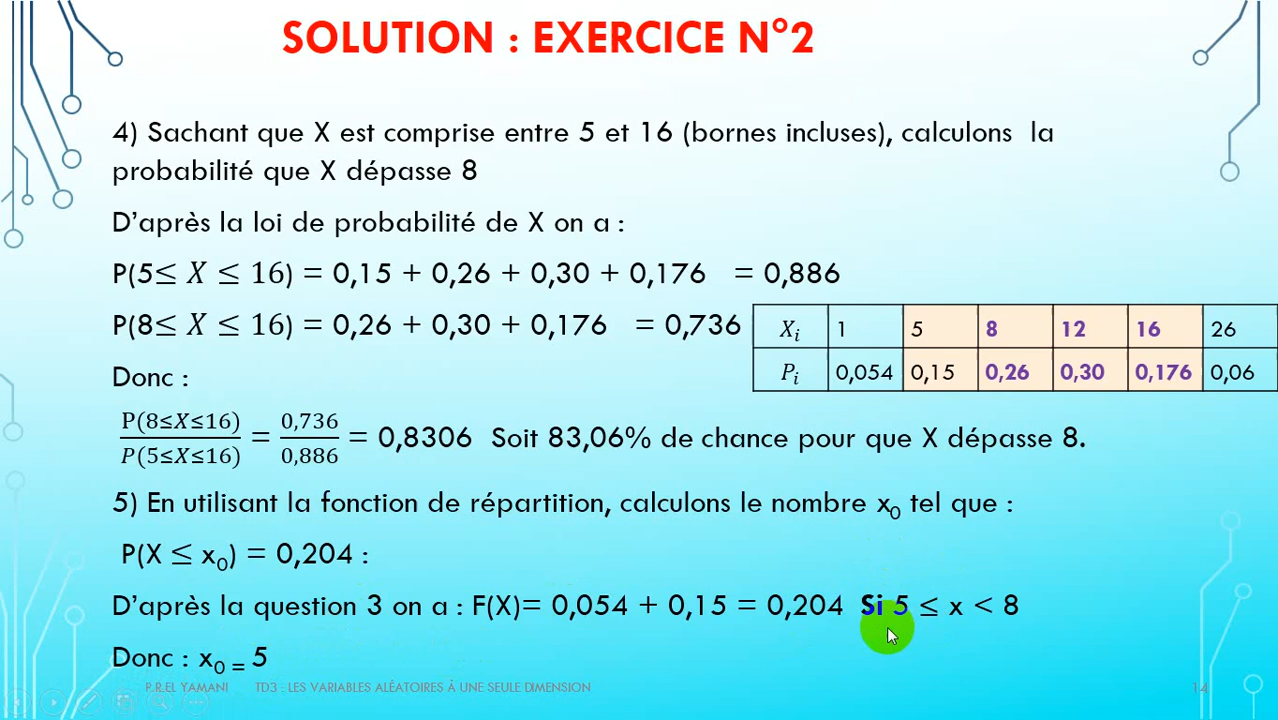 SOLUTION : EXERCICE N°2
4) Sachant que X est comprise entre 5 et 16 (bornes incluses), calculons la
probabilité que X dépasse 8
D'après la loi de probabilité de X on a :
P(5≤ X ≤ 16) = 0,15 + 0,26 + 0,30 + 0,176 = 0,886
P(8≤ X ≤ 16) = 0,26 + 0,30 + 0,176 = 0,736
Xi 1 5 8 12 16 26
Pi 0,054 0,15 0,26 0,30 0,176 0,06
Donc :
P(8≤X≤16)/P(5≤X≤16) = 0,736/0,886 = 0,8306 Soit 83,06% de chance pour que X dépasse 8.
5) En utilisant la fonction de répartition, calculons le nombre x0 tel que :
P(X ≤ x0) = 0,204 :
D'après la question 3 on a : F(X)= 0,054 + 0,15 = 0,204 Si 5 ≤ x < 8
Donc : x0 = 5
P.R.EL YAMANI TD3 : LES VARIABLES ALÉATOIRES À UNE SEULE DIMENSION 14